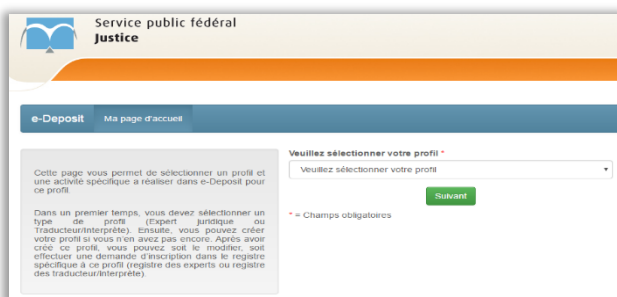 Service public fédéral
Justice
e-Deposit
Ma page d'accueil
Cette page vous permet de sélectionner un profil et
une activité spécifique a réaliser dans e-Deposit pour
ce profil.
Dans un premier temps, vous devez sélectionner un
type de profil (Expert juridique ou
Traducteur/Interprète). Ensuite, vous pouvez créer
votre profil si vous n'en avez pas encore. Après avoir
créé ce profil, vous pouvez soit le modifier, soit
effectuer une demande d'inscription dans le registre
spécifique à ce profil (registre des experts ou registre
des traducteur/interprète).
Veuillez sélectionner votre profil *
Veuillez sélectionner votre profil
Suivant
* = Champs obligatoires